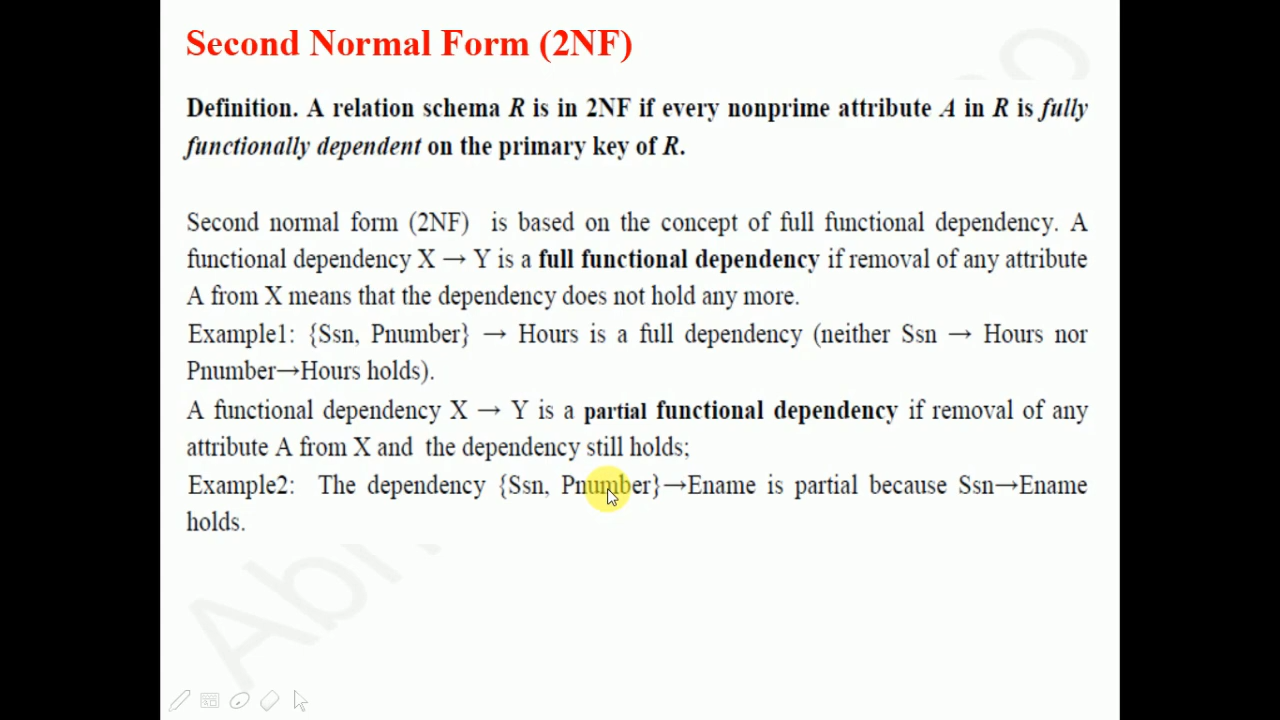 Second Normal Form (2NF)
Definition. A relation schema R is in 2NF if every nonprime attribute A in R is fully
functionally dependent on the primary key of R.
Second normal form (2NF) is based on the concept of full functional dependency. A
functional dependency X → Y is a full functional dependency if removal of any attribute
A from X means that the dependency does not hold any more.
Example1: {Ssn, Pnumber} → Hours is a full dependency (neither Ssn → Hours nor
Pnumber→Hours holds).
A functional dependency X → Y is a partial functional dependency if removal of any
attribute A from X and the dependency still holds;
Example2: The dependency {Ssn, Pnumber}→Ename is partial because Ssn→Ename
holds.